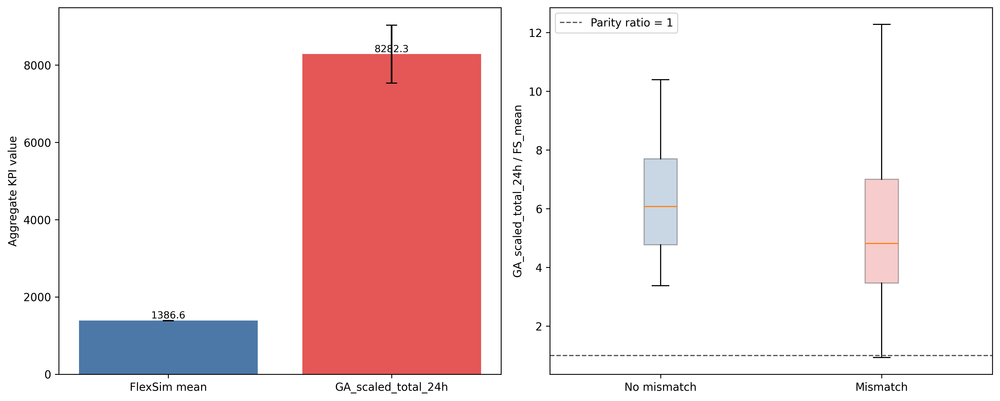 Aggregate KPI value
8000
6000
4000
2000
0
1386.6
8282.3
FlexSim mean
GA_scaled_total_24h
GA_scaled_total_24h / FS_mean
12
10
8
6
4
2
Parity ratio = 1
No mismatch
Mismatch